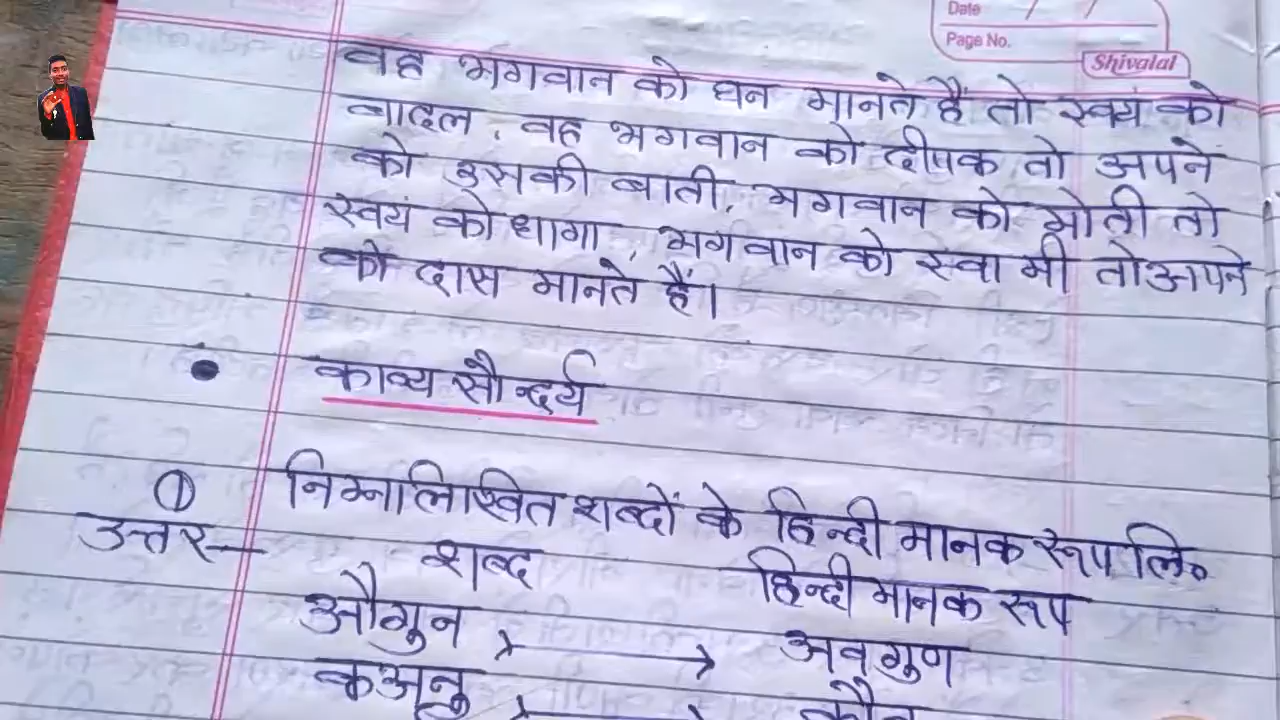 Date / /
Page No.
Shivalal
वह भगवान को घन मानते हैं तो स्वयं को
बादल, वह भगवान को दीपक तो अपने
को उसकी बाती, भगवान को मोती तो
स्वयं को धागा, भगवान को स्वामी तो अपने
को दास मानते हैं।
• काव्य सौन्दर्य
① निम्नलिखित शब्दों के हिन्दी मानक रूप लि०
उत्तर— शब्द हिन्दी मानक रूप
औगुन → अवगुण
कअनु → कौन